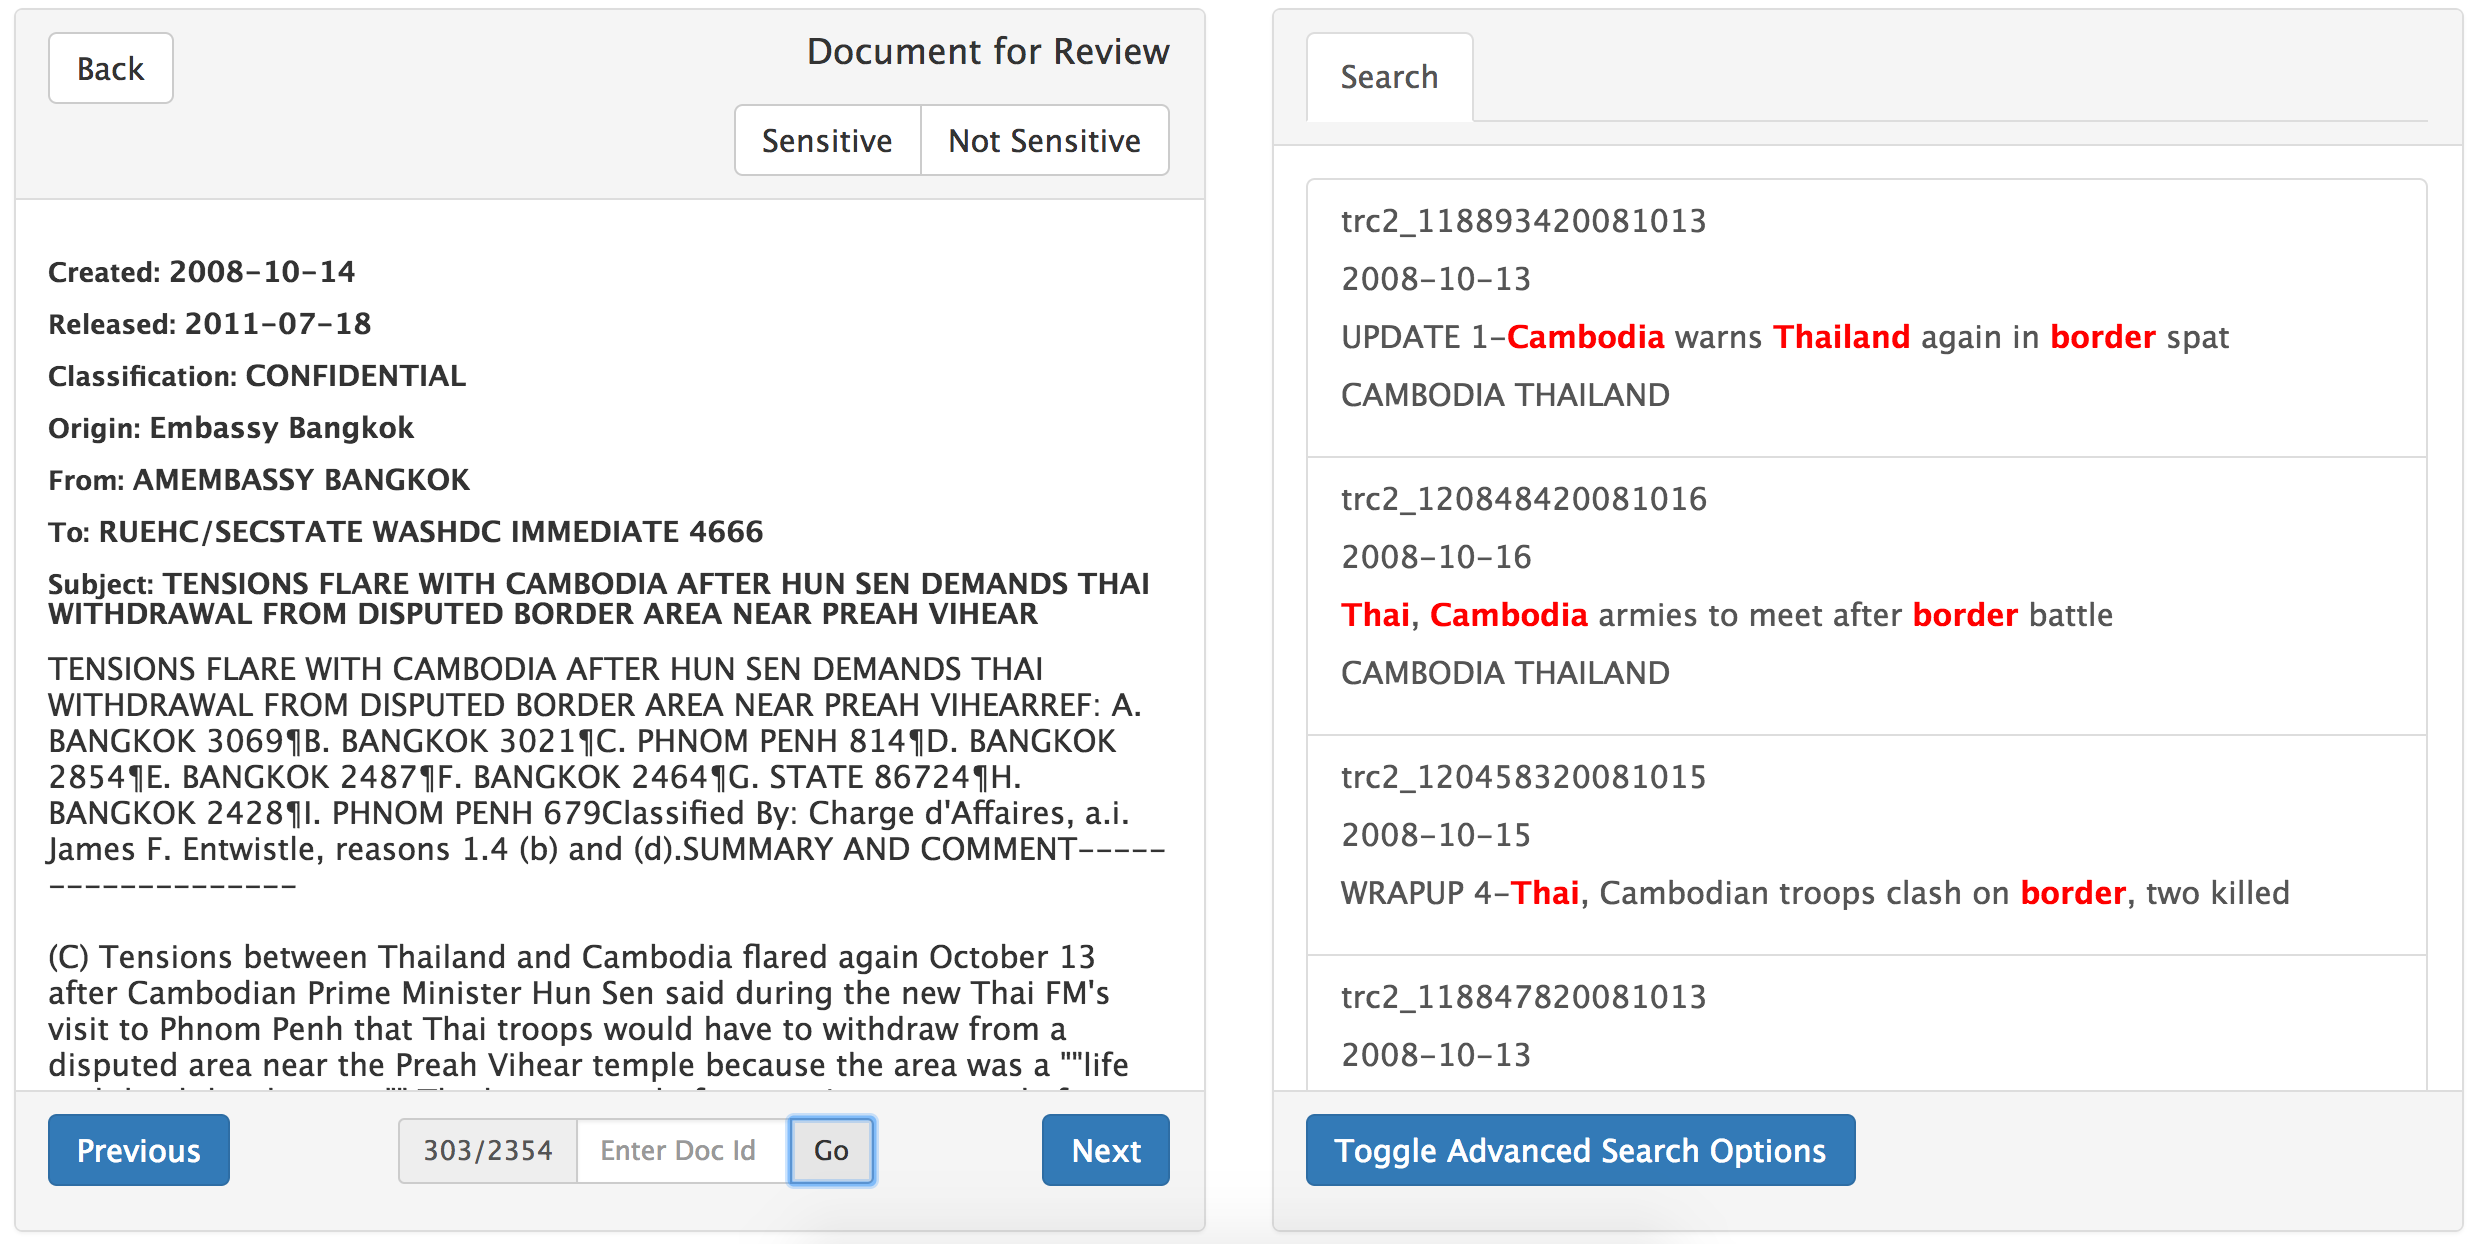 Back
Document for Review
Sensitive
Not Sensitive
Created: 2008-10-14
Released: 2011-07-18
Classification: CONFIDENTIAL
Origin: Embassy Bangkok
From: AMEMBASSY BANGKOK
To: RUEHC/SECSTATE WASHDC IMMEDIATE 4666
Subject: TENSIONS FLARE WITH CAMBODIA AFTER HUN SEN DEMANDS THAI
WITHDRAWAL FROM DISPUTED BORDER AREA NEAR PREAH VIHEAR
TENSIONS FLARE WITH CAMBODIA AFTER HUN SEN DEMANDS THAI
WITHDRAWAL FROM DISPUTED BORDER AREA NEAR PREAH VIHEARREF: A.
BANGKOK 3069¶B. BANGKOK 3021¶C. PHNOM PENH 814¶D. BANGKOK
2854¶E. BANGKOK 2487¶F. BANGKOK 2464¶G. STATE 86724¶H.
BANGKOK 2428¶I. PHNOM PENH 679Classified By: Charge d'Affaires, a.i.
James F. Entwistle, reasons 1.4 (b) and (d).SUMMARY AND COMMENT------
-----------------
(C) Tensions between Thailand and Cambodia flared again October 13
after Cambodian Prime Minister Hun Sen said during the new Thai FM's
visit to Phnom Penh that Thai troops would have to withdraw from a
disputed area near the Preah Vihear temple because the area was a ""life
Previous
303/2354
Enter Doc Id
Go
Next
Search
trc2_118893420081013
2008-10-13
UPDATE 1-Cambodia warns Thailand again in border spat
CAMBODIA THAILAND
trc2_120848420081016
2008-10-16
Thai, Cambodia armies to meet after border battle
CAMBODIA THAILAND
trc2_120458320081015
2008-10-15
WRAPUP 4-Thai, Cambodian troops clash on border, two killed
trc2_118847820081013
2008-10-13
Toggle Advanced Search Options